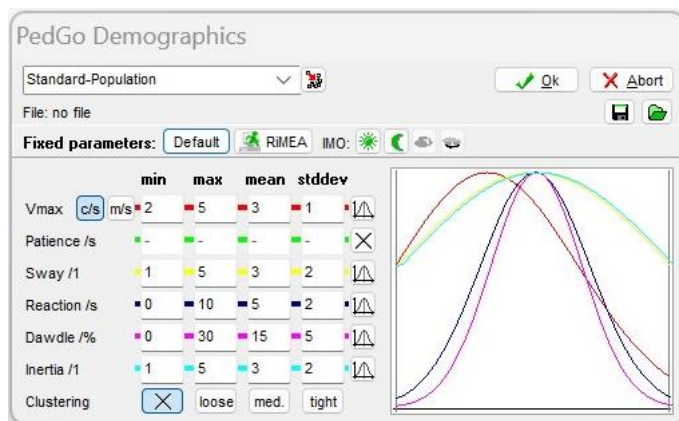 PedGo Demographics
Standard-Population
Ok
Abort
File: no file
Fixed parameters: Default RiMEA IMO:
min max mean stddev
Vmax c/s m/s 2 5 3 1
Patience /s - - - -
Sway /1 1 5 3 2
Reaction /s 0 10 5 2
Dawdle /% 0 30 15 5
Inertia /1 1 5 3 2
Clustering loose med. tight